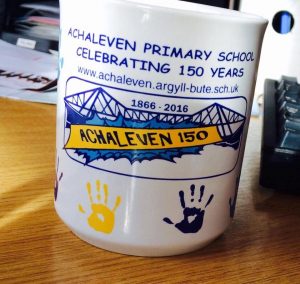 ACHALEVEN PRIMARY SCHOOL
CELEBRATING 150 YEARS
www.achaleven.argyll-bute.sch.uk
1866 - 2016
ACHALEVEN 150